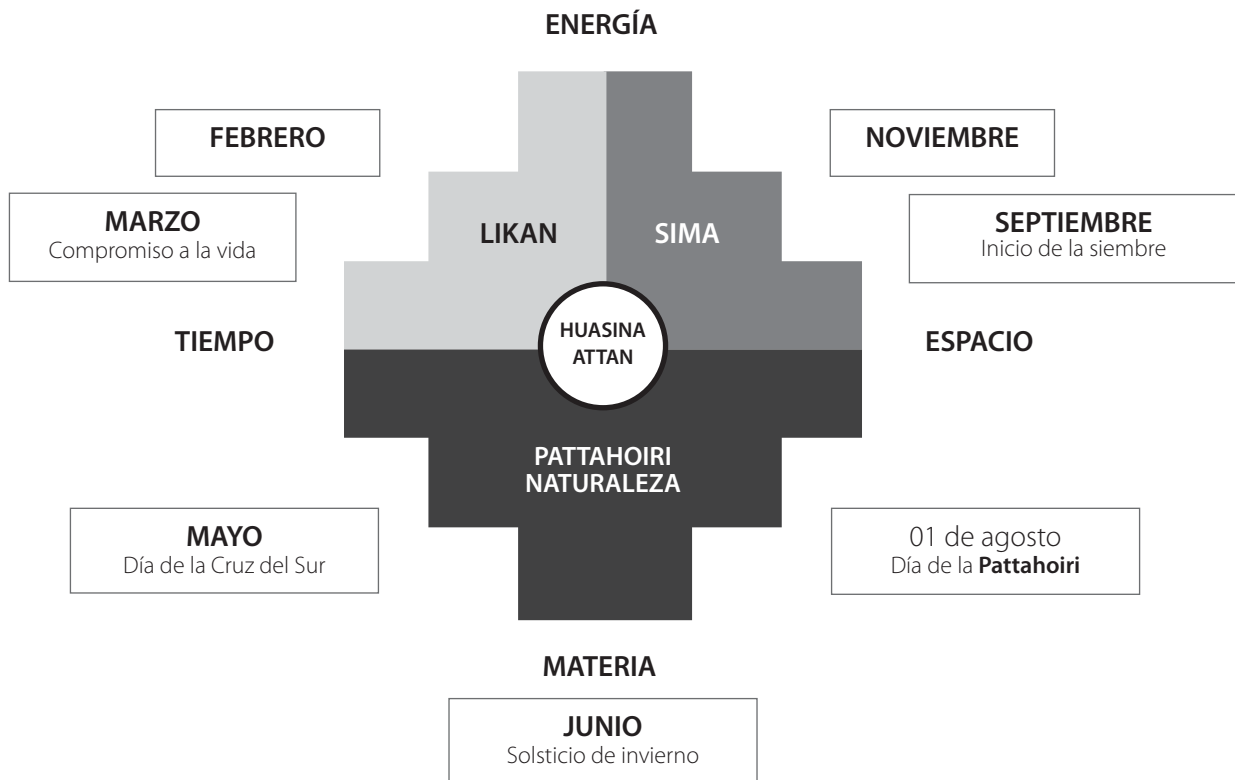 ENERGÍA
FEBRERO
NOVIEMBRE
MARZO
Compromiso a la vida
LIKAN
SIMA
SEPTIEMBRE
Inicio de la siembre
TIEMPO
HUASINA
ATTAN
ESPACIO
PATTAHOIRI
NATURALEZA
MAYO
Día de la Cruz del Sur
01 de agosto
Día de la Pattahoiri
MATERIA
JUNIO
Solsticio de invierno